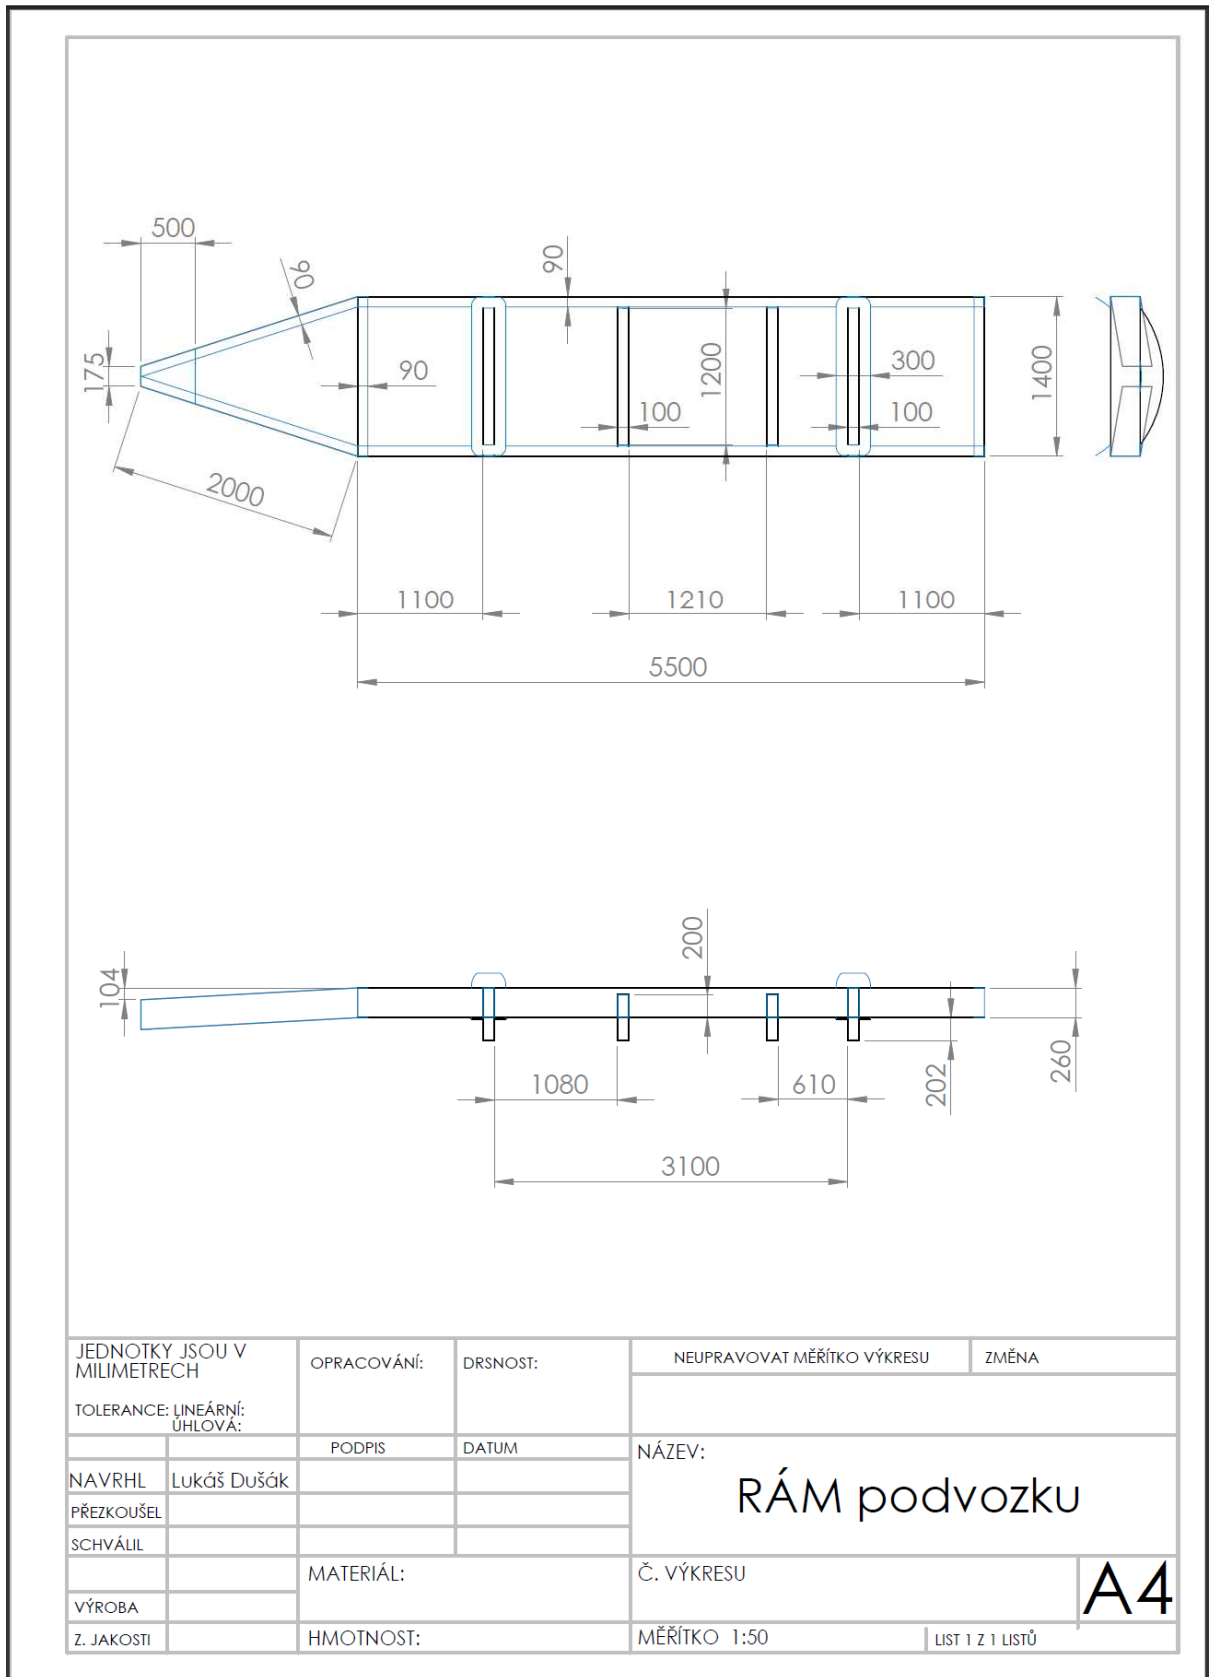 500
90
90
175
90
1200
300
1400
100
100
2000
1100
1210
1100
5500
200
104
1080
610
202
260
3100
JEDNOTKY JSOU V
MILIMETRECH
TOLERANCE: LINEÁRNÍ:
ÚHLOVÁ:
OPRACOVÁNÍ:
DRSNOST:
NEUPRAVOVAT MĚŘÍTKO VÝKRESU
ZMĚNA
PODPIS
DATUM
NAVRHL
Lukáš Dušák
PŘEZKOUŠEL
SCHVÁLIL
VÝROBA
Z. JAKOSTI
NÁZEV:
RÁM podvozku
MATERIÁL:
HMOTNOST:
Č. VÝKRESU
A4
MĚŘÍTKO 1:50
LIST 1 Z 1 LISTŮ